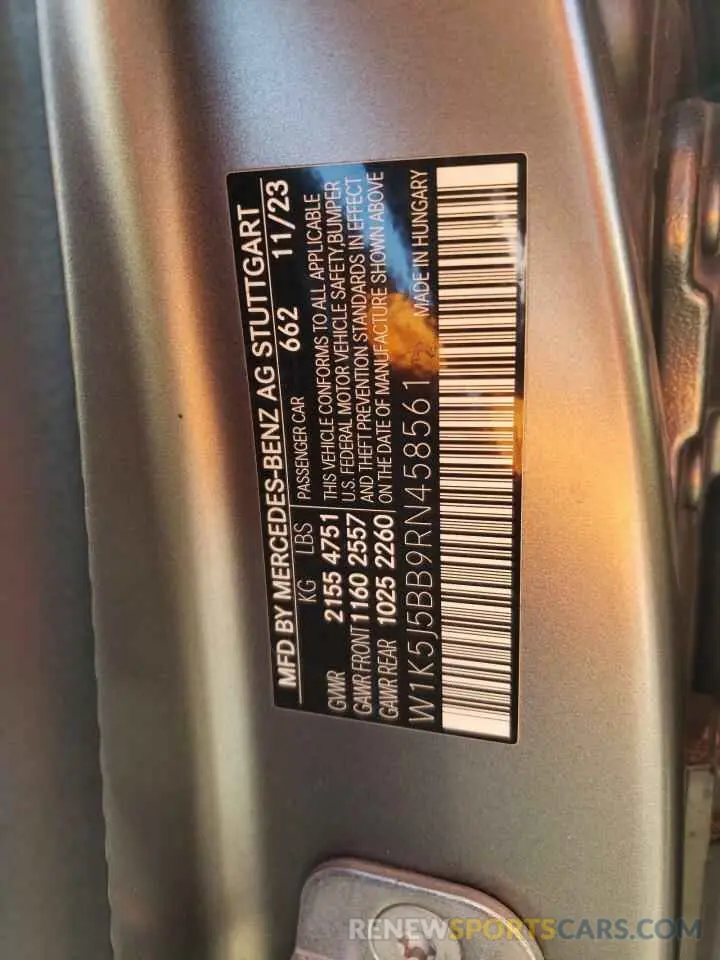 MFD BY MERCEDES-BENZ AG STUTTGART
KG LBS PASSENGER CAR 662 11/23
GVWR 2155 4751 THIS VEHICLE CONFORMS TO ALL APPLICABLE
GAWR FRONT 1160 2557 U.S. FEDERAL MOTOR VEHICLE SAFETY, BUMPER
GAWR REAR 1025 2260 AND THEFT PREVENTION STANDARDS IN EFFECT
ON THE DATE OF MANUFACTURE SHOWN ABOVE
W1K5J5BB9RN458561 MADE IN HUNGARY
RENEWSPORTSCARS.COM